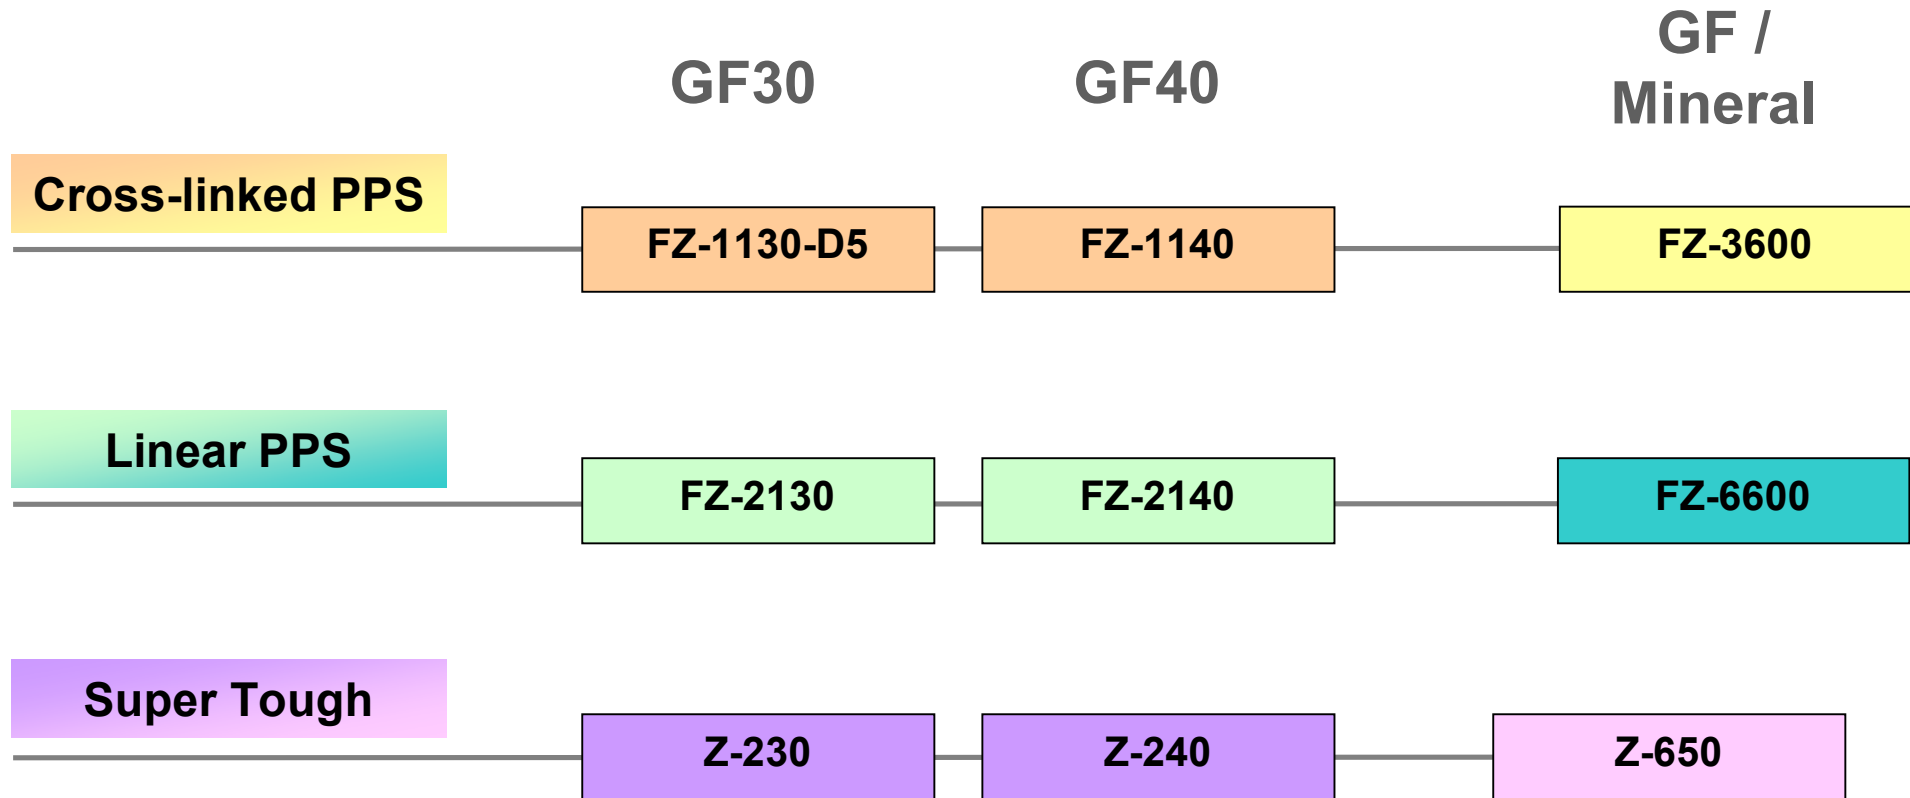 GF30
GF40
GF /
Mineral
Cross-linked PPS
FZ-1130-D5
FZ-1140
FZ-3600
Linear PPS
FZ-2130
FZ-2140
FZ-6600
Super Tough
Z-230
Z-240
Z-650